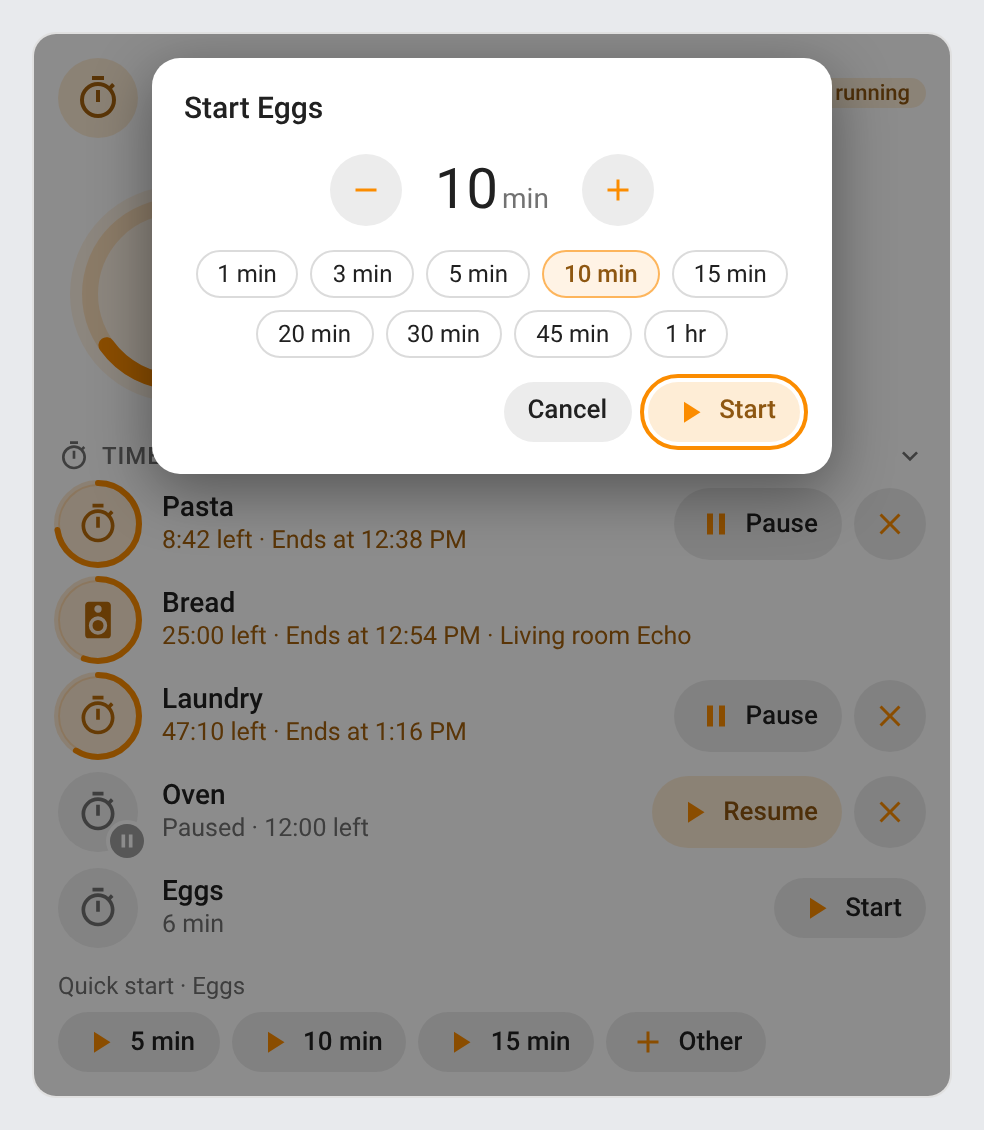 running
Start Eggs
10 min
1 min 3 min 5 min 10 min 15 min
20 min 30 min 45 min 1 hr
Cancel Start
Pasta
8:42 left · Ends at 12:38 PM
Pause
Bread
25:00 left · Ends at 12:54 PM · Living room Echo
Laundry
47:10 left · Ends at 1:16 PM
Pause
Oven
Paused · 12:00 left
Resume
Eggs
6 min
Start
Quick start · Eggs
5 min 10 min 15 min Other